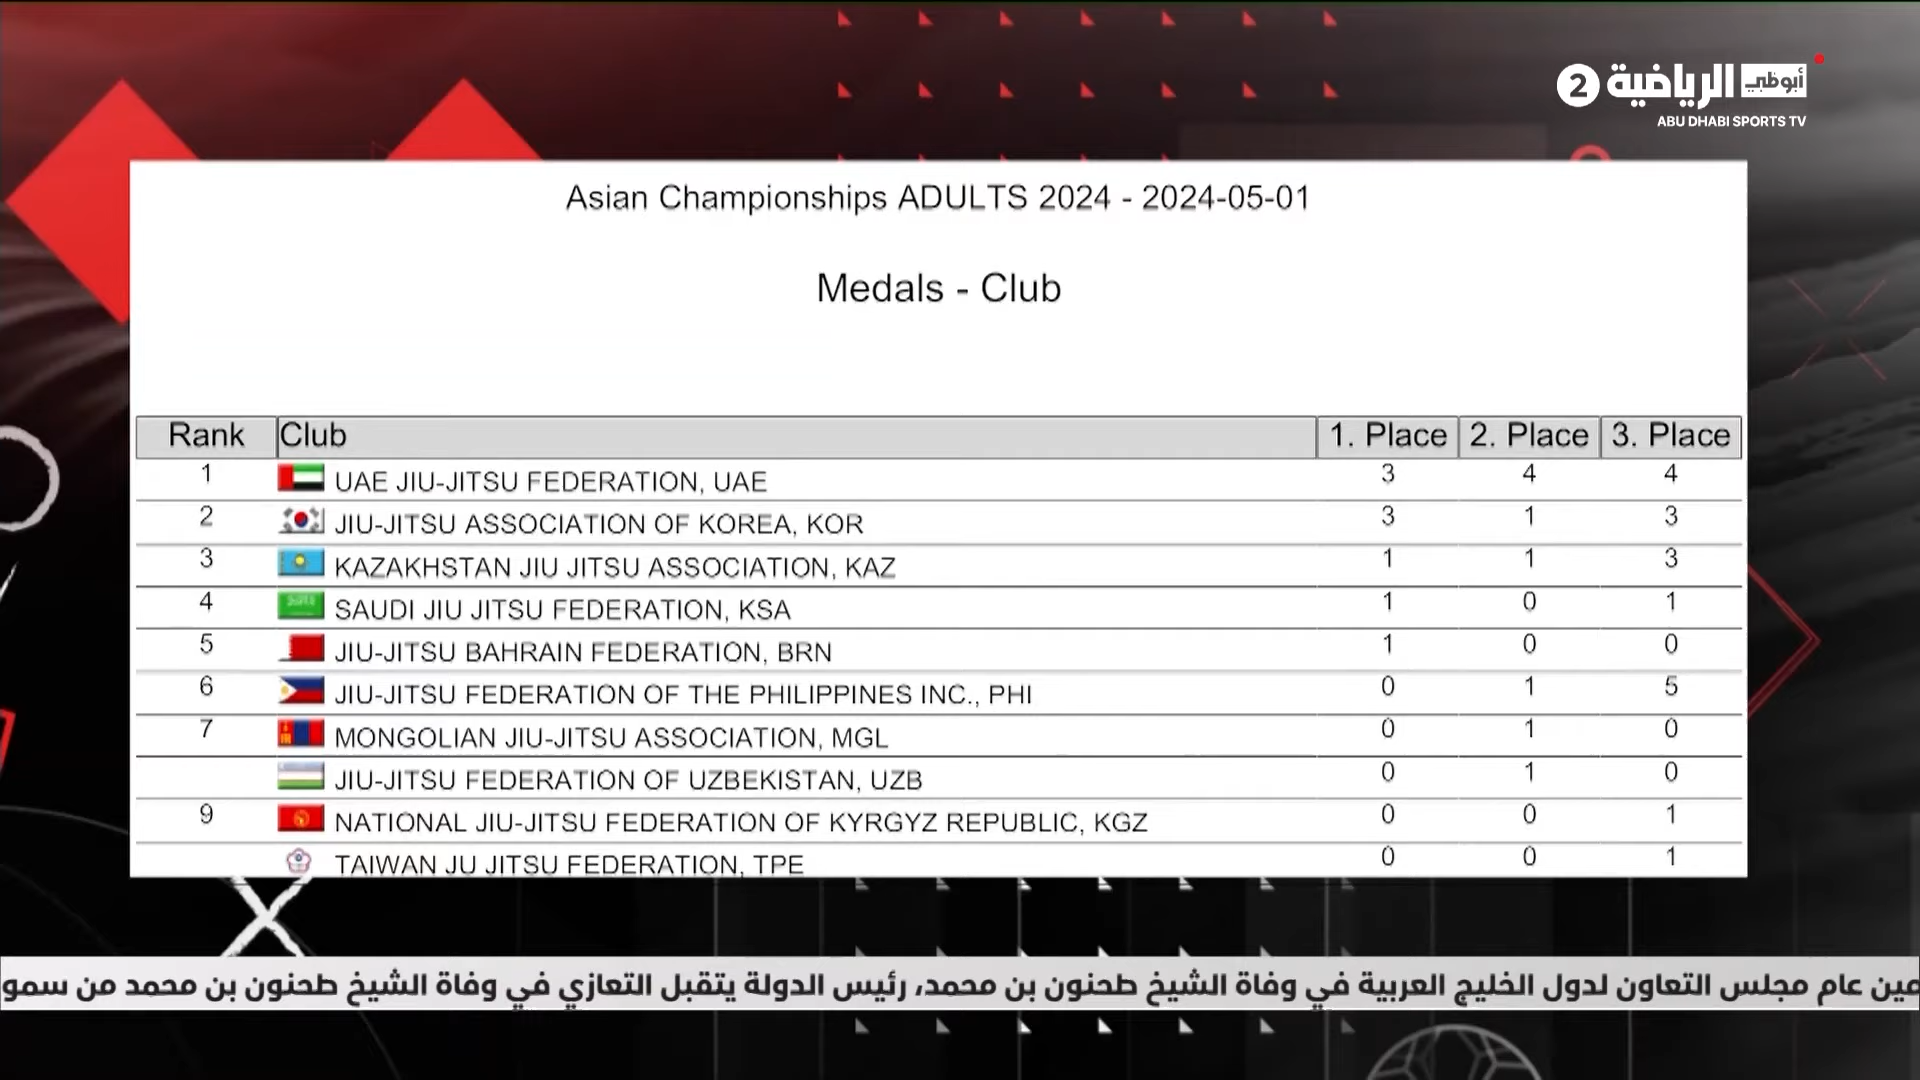 أبوظبي الرياضية 2
ABU DHABI SPORTS TV
Asian Championships ADULTS 2024 - 2024-05-01
Medals - Club
Rank Club 1. Place 2. Place 3. Place
1 UAE JIU-JITSU FEDERATION, UAE 3 4 4
2 JIU-JITSU ASSOCIATION OF KOREA, KOR 3 1 3
3 KAZAKHSTAN JIU JITSU ASSOCIATION, KAZ 1 1 3
4 SAUDI JIU JITSU FEDERATION, KSA 1 0 1
5 JIU-JITSU BAHRAIN FEDERATION, BRN 1 0 0
6 JIU-JITSU FEDERATION OF THE PHILIPPINES INC., PHI 0 1 5
7 MONGOLIAN JIU-JITSU ASSOCIATION, MGL 0 1 0
JIU-JITSU FEDERATION OF UZBEKISTAN, UZB 0 1 0
9 NATIONAL JIU-JITSU FEDERATION OF KYRGYZ REPUBLIC, KGZ 0 0 1
TAIWAN JU JITSU FEDERATION, TPE 0 0 1
مين عام مجلس التعاون لدول الخليج العربية في وفاة الشيخ طحنون بن محمد، رئيس الدولة يتقبل التعازي في وفاة الشيخ طحنون بن محمد من سمو